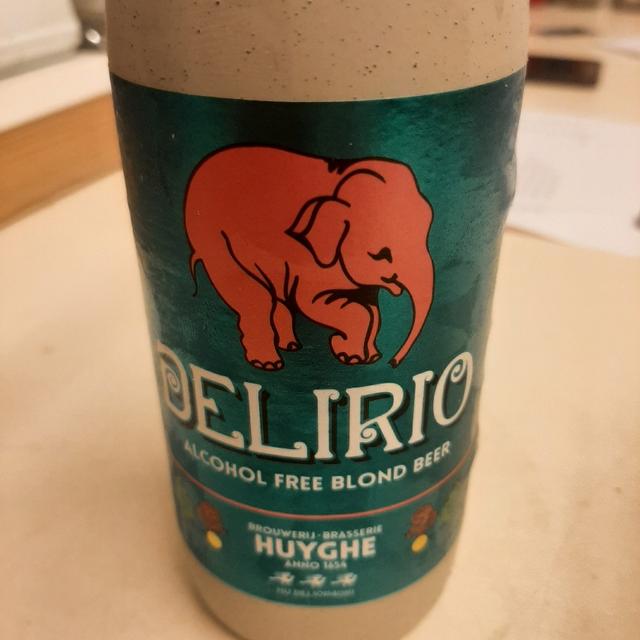 DELIRIO
ALCOHOL FREE BLOND BEER
BROUWERIJ·BRASSERIE
HUYGHE
ANNO 1654